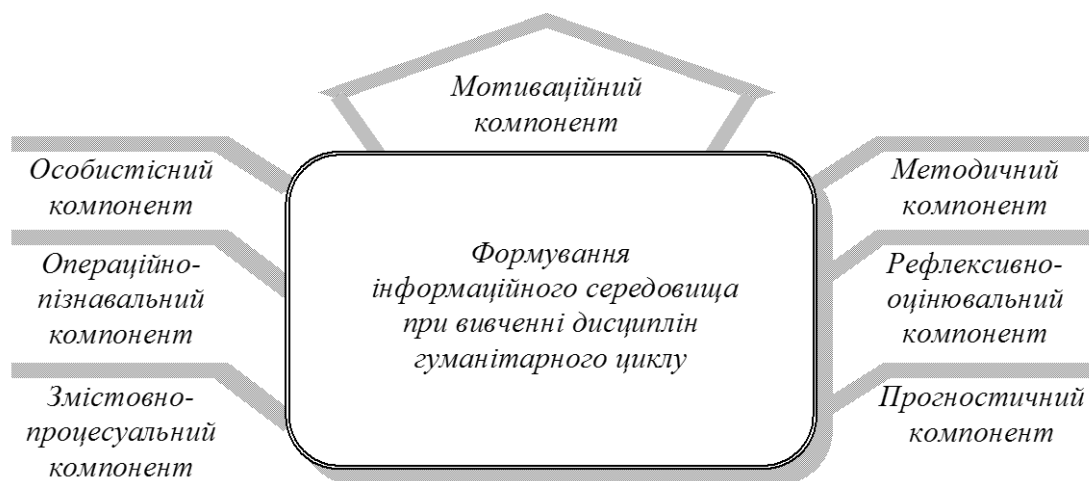 Мотиваційний
компонент
Особистісний
компонент
Операційно-
пізнавальний
компонент
Змістовно-
процесуальний
компонент
Формування
інформаційного середовища
при вивченні дисциплін
гуманітарного циклу
Методичний
компонент
Рефлексивно-
оцінювальний
компонент
Прогностичний
компонент